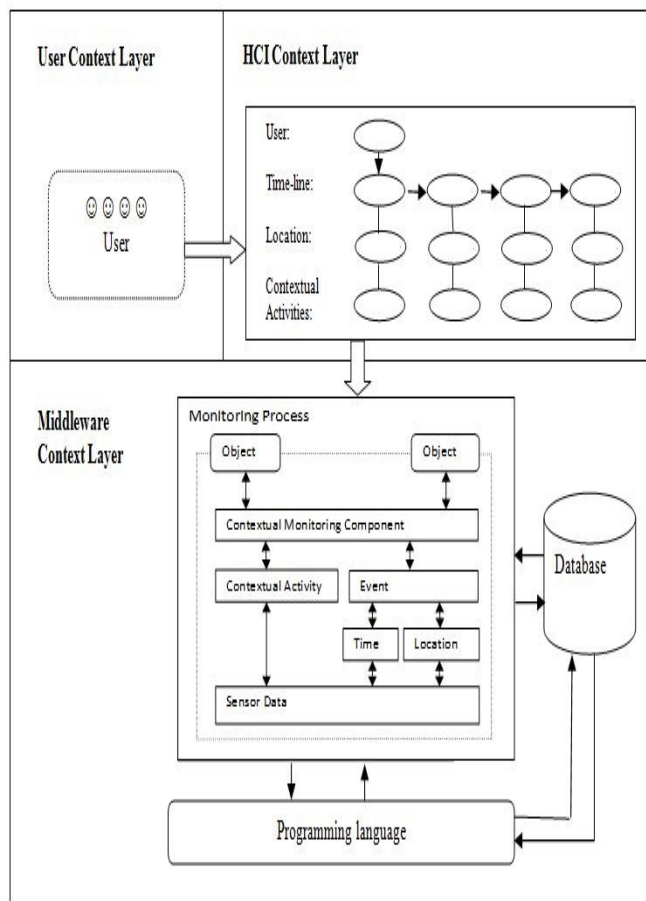 User Context Layer
HCI Context Layer
User
User:
Time-line:
Location:
Contextual
Activities:
Middleware
Context Layer
Monitoring Process
Object
Object
Contextual Monitoring Component
Contextual Activity
Event
Time
Location
Sensor Data
Database
Programming language